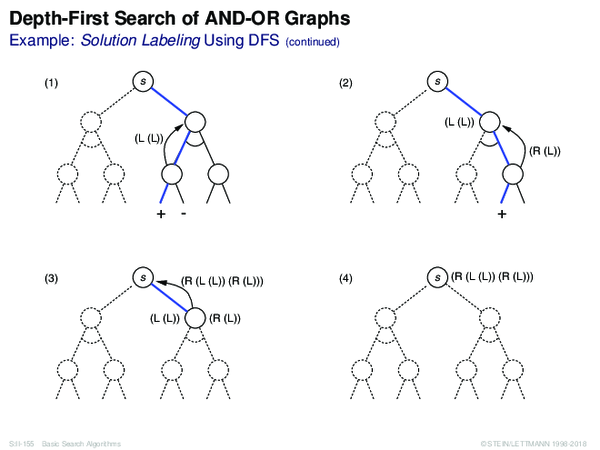 Depth-First Search of AND-OR Graphs
Example: Solution Labeling Using DFS (continued)
(1)
s
(L (L))
+ -
(2)
s
(L (L))
(R (L))
+
(3)
s
(R (L (L)) (R (L)))
(L (L))
(R (L))
(4)
s
(R (L (L)) (R (L)))
S:II-155 Basic Search Algorithms
© STEIN/LETTMANN 1998-2018